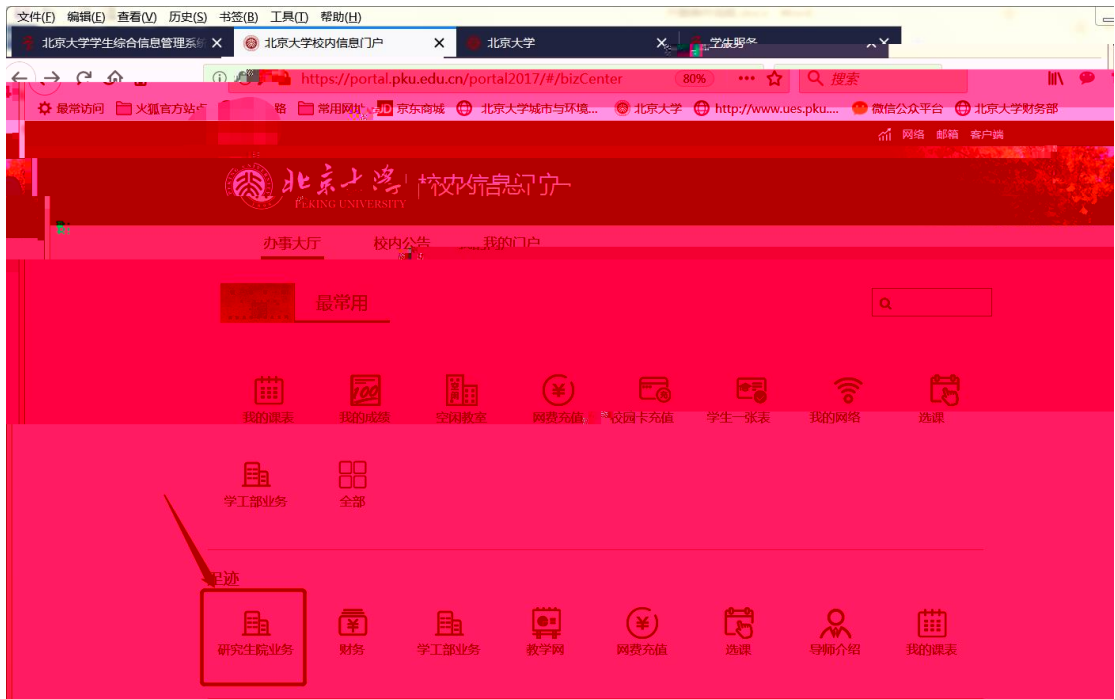 文件(F) 编辑(E) 查看(V) 历史(S) 书签(B) 工具(T) 帮助(H)
北京大学学生综合信息管理系统 北京大学校内信息门户 北京大学
https://portal.pku.edu.cn/portal2017/#/bizCenter 80% 搜索
最常访问 火狐官方站点 常用网址 JD 京东商城 北京大学城市与环境... 北京大学 http://www.ues.pku.... 微信公众平台 北京大学财务部
网络 邮箱 客户端
北京大学 校内信息门户
PEKING UNIVERSITY
办事大厅 校内公告 我的门户
最常用
我的课表 我的成绩 空闲教室 网费充值 校园卡充值 学生一张表 我的网络 选课
学工部业务 全部
足迹
研究生院业务 财务 学工部业务 教学网 网费充值 选课 导师介绍 我的课表